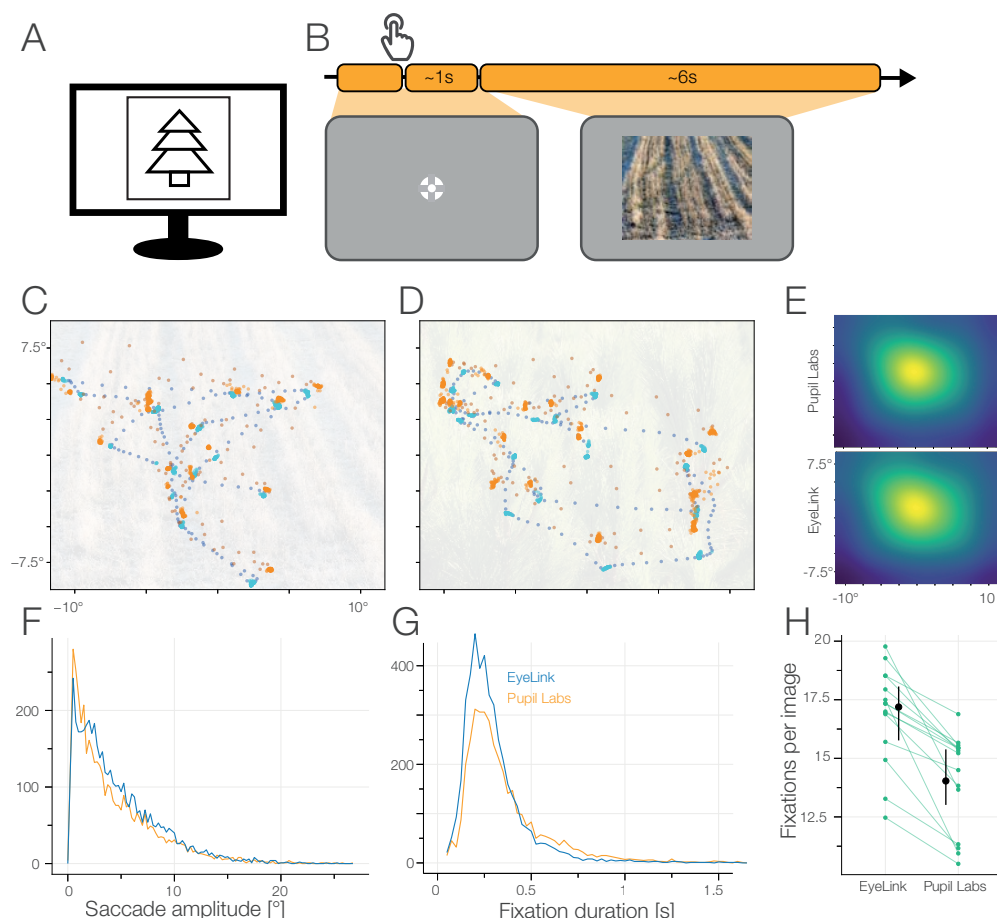 A
B
~1s
~6s
C
D
E
7.5°
−7.5°
−10°
10°
Pupil Labs
EyeLink
7.5°
-7.5°
-10°
10
F
200
100
0
0
10
20
Saccade amplitude [°]
G
EyeLink
Pupil Labs
400
200
0
0
0.5
1
1.5
Fixation duration [s]
H
20
17.5
15
12.5
Fixations per image
EyeLink
Pupil Labs